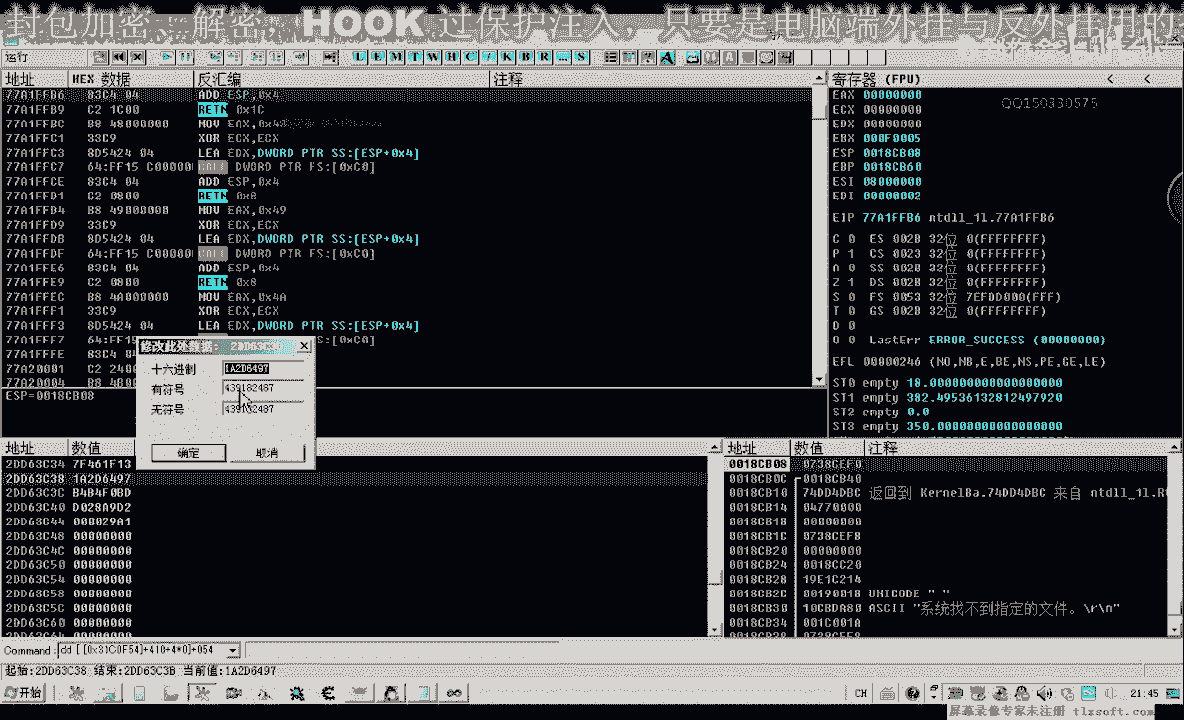 封包加密、解密、HOOK 过保护注入，只要是电脑端外挂与反外挂用的
运行
L E M T W H C / K B R ... S
地址 HEX 数据 反汇编 注释
77A1FFB6 83C4 04 ADD ESP,0x4
77A1FFB9 C2 1C00 RETN 0x1C
77A1FFBC B8 48000000 MOV EAX,0x48
77A1FFC1 33C9 XOR ECX,ECX
77A1FFC3 8D5424 04 LEA EDX,DWORD PTR SS:[ESP+0x4]
77A1FFC7 64:FF15 C00000 CALL DWORD PTR FS:[0xC0]
77A1FFCE 83C4 04 ADD ESP,0x4
77A1FFD1 C2 0800 RETN 0x8
77A1FFD4 B8 49000000 MOV EAX,0x49
77A1FFD9 33C9 XOR ECX,ECX
77A1FFDB 8D5424 04 LEA EDX,DWORD PTR SS:[ESP+0x4]
77A1FFDF 64:FF15 C00000 CALL DWORD PTR FS:[0xC0]
77A1FFE6 83C4 04 ADD ESP,0x4
77A1FFE9 C2 0800 RETN 0x8
77A1FFEC B8 4A000000 MOV EAX,0x4A
77A1FFF1 33C9 XOR ECX,ECX
77A1FFF3 8D5424 04 LEA EDX,DWORD PTR SS:[ESP+0x4]
77A1FFF7 64:FF15 FS:[0xC0]
77A1FFFE 83C4
77A20001 C2 2400
77A20004 B8 4B00
ESP=0018CB08
寄存器 (FPU) < <
QQ150330575
EAX 00000000
ECX 00000000
EDX 00000000
EBX 000F0005
ESP 0018CB08
EBP 0018CB60
ESI 08000000
EDI 00000002
EIP 77A1FFB6 ntdll_1l.77A1FFB6
C 0 ES 002B 32位 0(FFFFFFFF)
P 1 CS 0023 32位 0(FFFFFFFF)
A 0 SS 002B 32位 0(FFFFFFFF)
Z 1 DS 002B 32位 0(FFFFFFFF)
S 0 FS 0053 32位 7EFDD000(FFF)
T 0 GS 002B 32位 0(FFFFFFFF)
D 0
O 0 LastErr ERROR_SUCCESS (00000000)
EFL 00000246 (NO,NB,E,BE,NS,PE,GE,LE)
ST0 empty 18.000000000000000000
ST1 empty 382.49536132812497920
ST2 empty 0.0
ST3 empty 350.00000000000000000
修改此处数据: 2DD63C38
十六进制 1A2D6497
有符号 439182487
无符号 439182487
确定 取消
地址 数值
2DD63C34 7F461F13
2DD63C38 1A2D6497
2DD63C3C B4B4F0BD
2DD63C40 D028A9D2
2DD63C44 000029A1
2DD63C48 00000000
2DD63C4C 00000000
2DD63C50 00000000
2DD63C54 00000000
2DD63C58 00000000
2DD63C5C 00000000
2DD63C60 00000000
2DD63C64 00000000
地址 数值 注释
0018CB08 0738CEF0
0018CB0C 0018CB40
0018CB10 74DD4DBC 返回到 KernelBa.74DD4DBC 来自 ntdll_1l.R
0018CB14 04770000
0018CB18 00000000
0018CB1C 0738CEF8
0018CB20 00000000
0018CB24 0018CC20
0018CB28 19E1C214
0018CB2C 00190018 UNICODE " "
0018CB30 10CBDA80 ASCII "系统找不到指定的文件。\r\n"
0018CB34 001C001A
0018CB38 0738CEE8
Command: dd [[0x31C0F54]+410+4*0]+054
起始:2DD63C38 结束:2DD63C3B 当前值:1A2D6497
开始
CH
21:45
屏幕录像专家未注册 tlxsoft.com